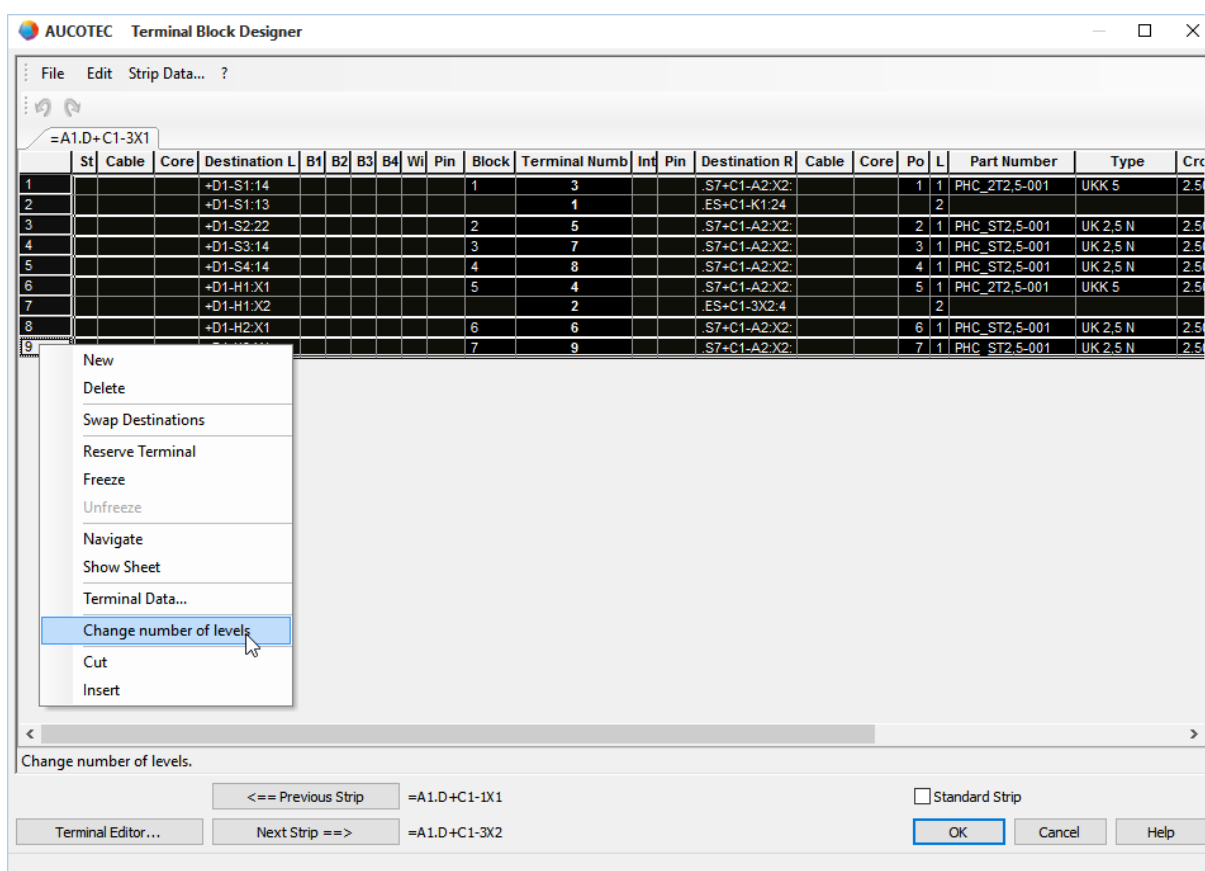 AUCOTEC Terminal Block Designer
File Edit Strip Data... ?
=A1.D+C1-3X1
St Cable Core Destination L B1 B2 B3 B4 Wi Pin Block Terminal Numb Int Pin Destination R Cable Core Po L Part Number Type Cro
1 +D1-S1:14 1 3 .S7+C1-A2:X2: 1 1 PHC_2T2,5-001 UKK 5 2.50
2 +D1-S1:13 1 .ES+C1-K1:24 2
3 +D1-S2:22 2 5 .S7+C1-A2:X2: 2 1 PHC_ST2,5-001 UK 2,5 N 2.50
4 +D1-S3:14 3 7 .S7+C1-A2:X2: 3 1 PHC_ST2,5-001 UK 2,5 N 2.50
5 +D1-S4:14 4 8 .S7+C1-A2:X2: 4 1 PHC_ST2,5-001 UK 2,5 N 2.50
6 +D1-H1:X1 5 4 .S7+C1-A2:X2: 5 1 PHC_2T2,5-001 UKK 5 2.50
7 +D1-H1:X2 2 .ES+C1-3X2:4 2
8 +D1-H2:X1 6 6 .S7+C1-A2:X2: 6 1 PHC_ST2,5-001 UK 2,5 N 2.50
9 7 9 .S7+C1-A2:X2: 7 1 PHC_ST2,5-001 UK 2,5 N 2.50
New
Delete
Swap Destinations
Reserve Terminal
Freeze
Unfreeze
Navigate
Show Sheet
Terminal Data...
Change number of levels
Cut
Insert
Change number of levels.
<== Previous Strip =A1.D+C1-1X1 Standard Strip
Terminal Editor... Next Strip ==> =A1.D+C1-3X2 OK Cancel Help